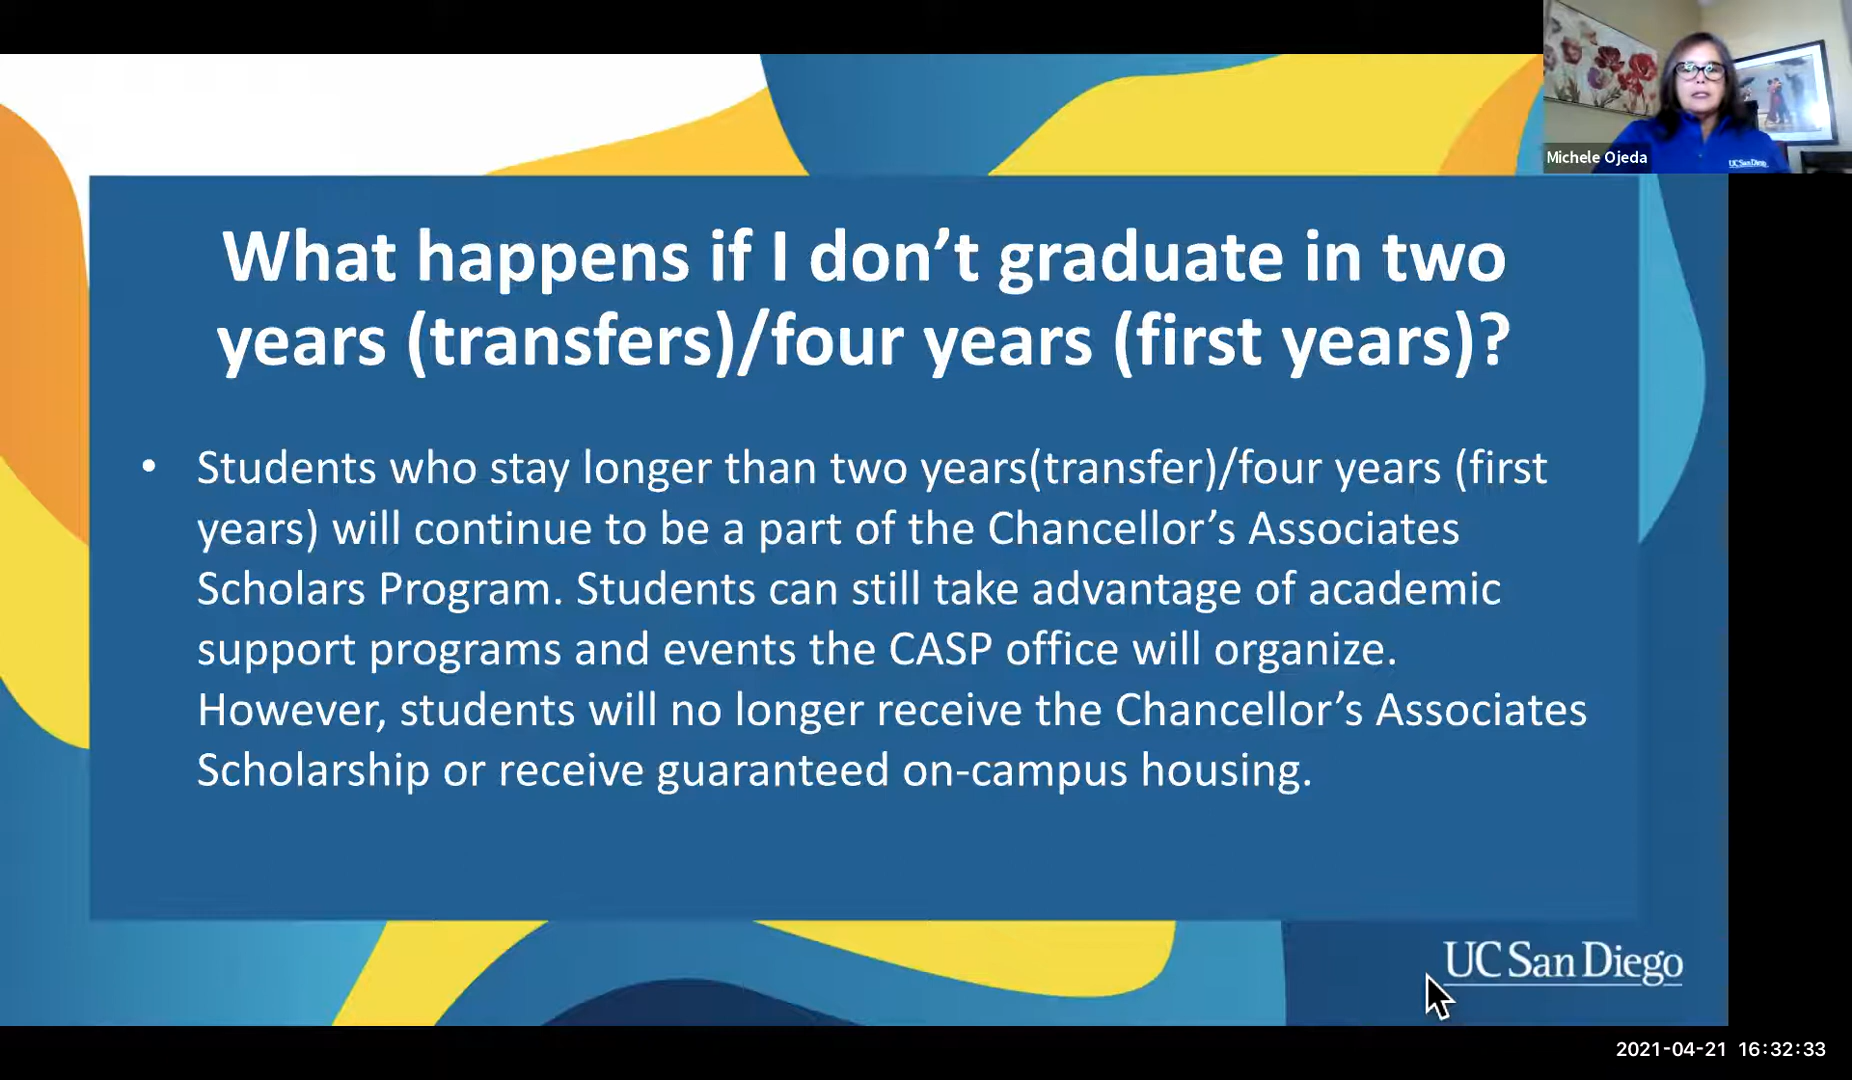 Michele Ojeda
UC San Diego
What happens if I don’t graduate in two
years (transfers)/four years (first years)?
• Students who stay longer than two years(transfer)/four years (first
years) will continue to be a part of the Chancellor’s Associates
Scholars Program. Students can still take advantage of academic
support programs and events the CASP office will organize.
However, students will no longer receive the Chancellor’s Associates
Scholarship or receive guaranteed on-campus housing.
UC San Diego
2021-04-21 16:32:33